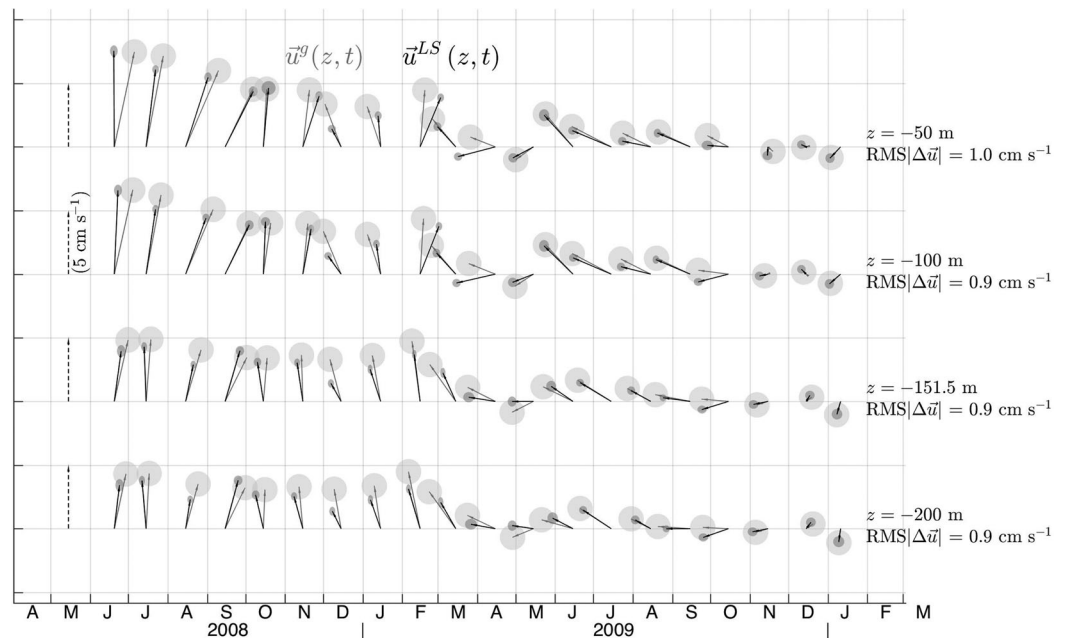 u⃗ᵍ(z, t) u⃗ᴸˢ (z, t)
z = −50 m
RMS|Δu⃗| = 1.0 cm s⁻¹
(5 cm s⁻¹)
z = −100 m
RMS|Δu⃗| = 0.9 cm s⁻¹
z = −151.5 m
RMS|Δu⃗| = 0.9 cm s⁻¹
z = −200 m
RMS|Δu⃗| = 0.9 cm s⁻¹
A M J J A S O N D J F M A M J J A S O N D J F M
2008 2009